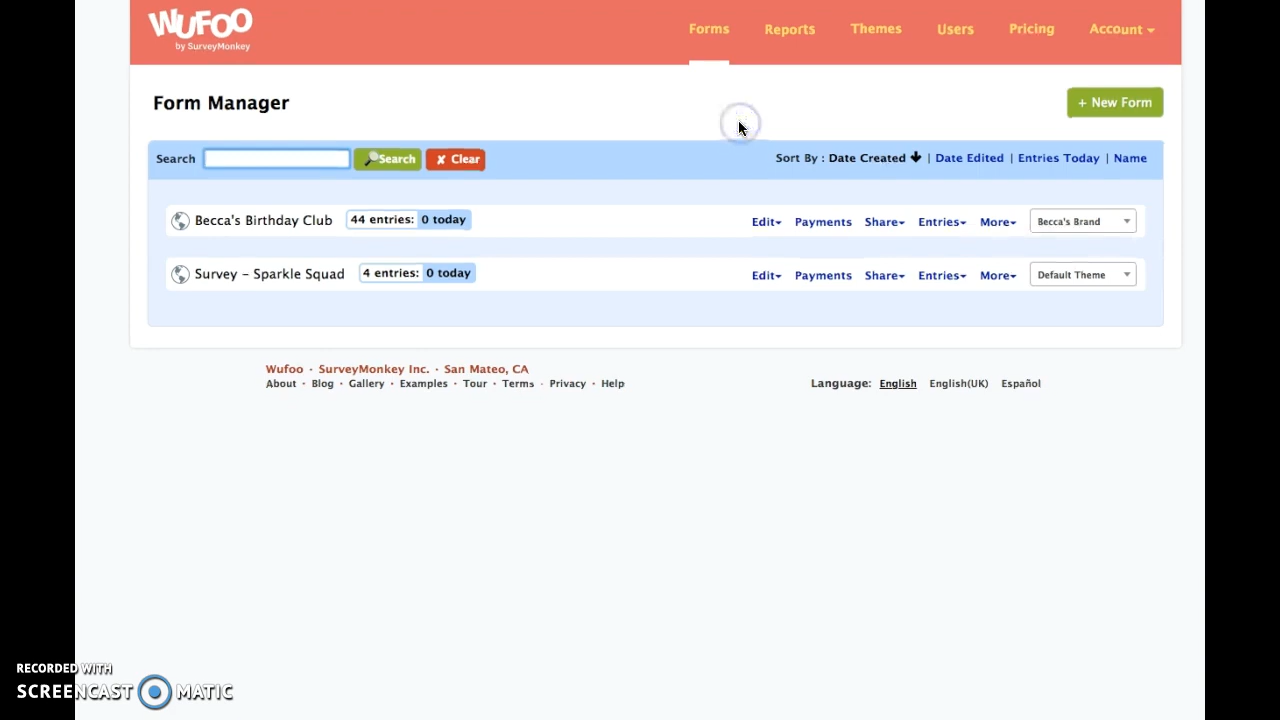 WUFOO
by SurveyMonkey
Forms Reports Themes Users Pricing Account
Form Manager
+ New Form
Search Search ✘ Clear
Sort By : Date Created | Date Edited | Entries Today | Name
Becca's Birthday Club 44 entries: 0 today Edit Payments Share Entries More Becca's Brand
Survey – Sparkle Squad 4 entries: 0 today Edit Payments Share Entries More Default Theme
Wufoo · SurveyMonkey Inc. · San Mateo, CA
About · Blog · Gallery · Examples · Tour · Terms · Privacy · Help
Language: English English(UK) Español
RECORDED WITH
SCREENCAST MATIC